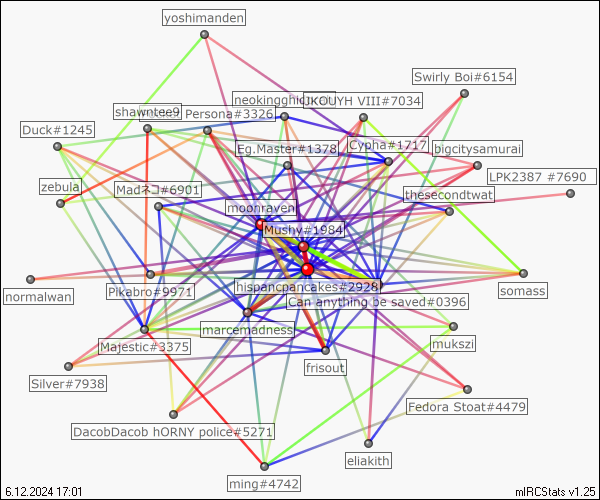 yoshimanden
Swirly Boi#6154
neokingghidorah
JKOUYH VIII#7034
shawntee9
Persona#3326
Duck#1245
Cypha#1717
Eg.Master#1378
bigcitysamurai
LPK2387 #7690
zebula
Madネコ#6901
thesecondtwat
moonraven
Mushy#1984
normalwan
Pikabro#9971
hispancpancakes#2928
somass
Can anything be saved#0396
marcemadness
Majestic#3375
mukszi
frisout
Silver#7938
Fedora Stoat#4479
DacobDacob hORNY police#5271
eliakith
ming#4742
6.12.2024 17:01
mIRCStats v1.25